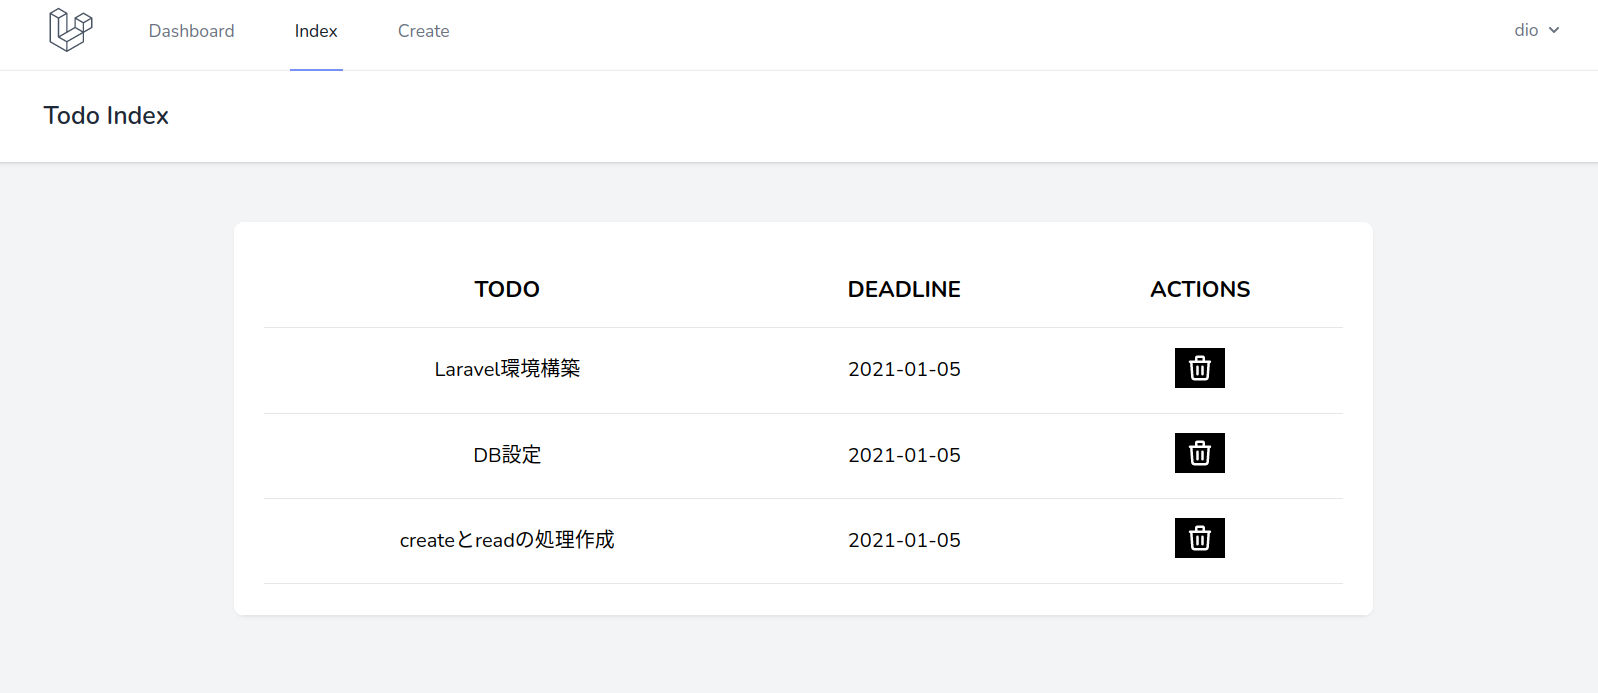 Dashboard Index Create dio
Todo Index
TODO DEADLINE ACTIONS
Laravel環境構築 2021-01-05
DB設定 2021-01-05
createとreadの処理作成 2021-01-05